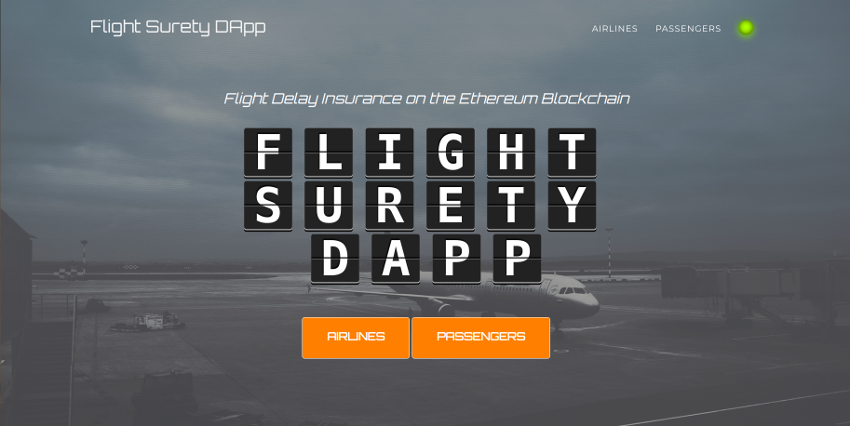 Flight Surety DApp
AIRLINES PASSENGERS
Flight Delay Insurance on the Ethereum Blockchain
FLIGHT
SURETY
DAPP
AIRLINES PASSENGERS